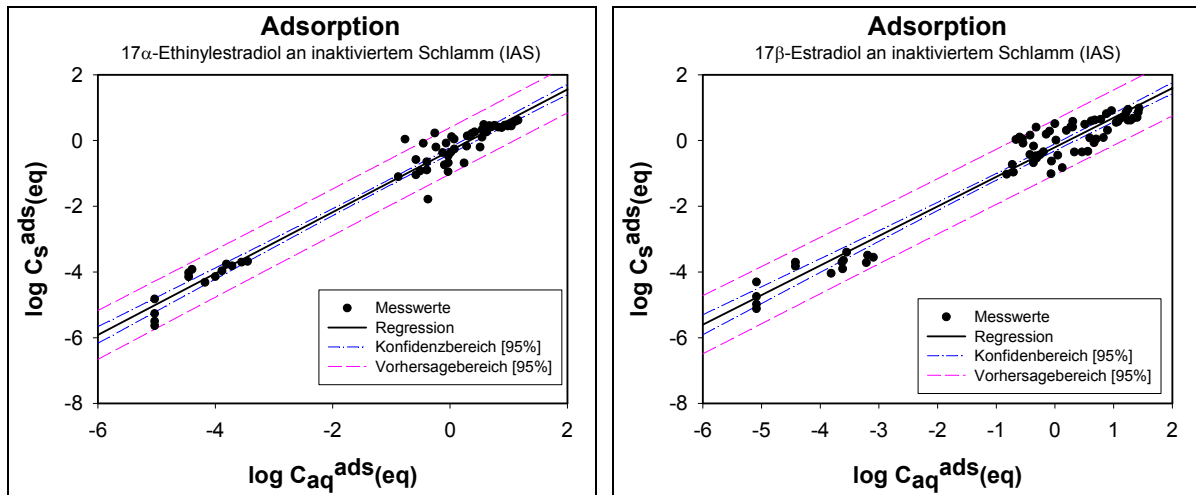 Adsorption
17α-Ethinylestradiol an inaktiviertem Schlamm (IAS)
log Cs^ads(eq)
2
0
-2
-4
-6
-8
Messwerte
Regression
Konfidenzbereich [95%]
Vorhersagebereich [95%]
-6
-4
-2
0
2
log Caq^ads(eq)
Adsorption
17β-Estradiol an inaktiviertem Schlamm (IAS)
log Cs^ads(eq)
2
0
-2
-4
-6
-8
Messwerte
Regression
Konfidenbereich [95%]
Vorhersagebereich [95%]
-6
-5
-4
-3
-2
-1
0
1
2
log Caq^ads(eq)